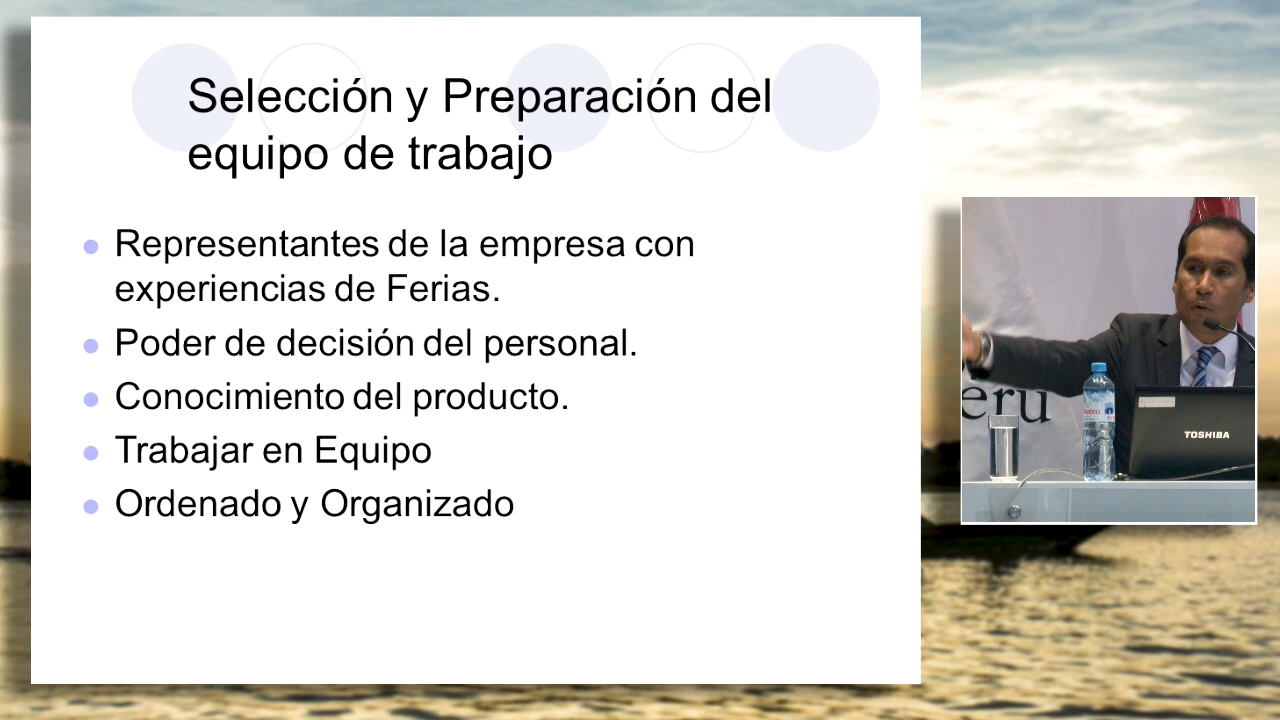 Selección y Preparación del
equipo de trabajo
Representantes de la empresa con
experiencias de Ferias.
Poder de decisión del personal.
Conocimiento del producto.
Trabajar en Equipo
Ordenado y Organizado
TOSHIBA